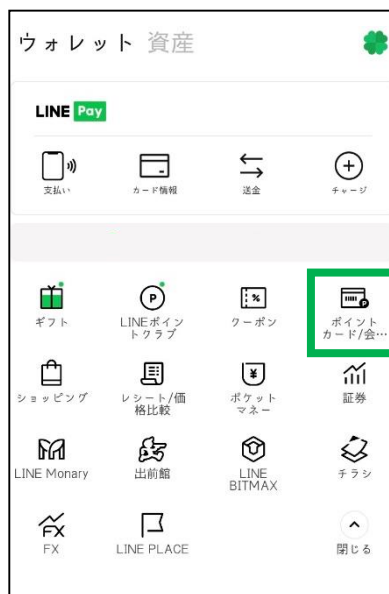 ウォレット 資産
LINE Pay
支払い カード情報 送金 チャージ
ギフト LINEポイン クーポン ポイント
トクラブ カード/会…
ショッピング レシート/価 ポケット 証券
格比較 マネー
LINE Monary 出前館 LINE チラシ
BITMAX
FX LINE PLACE 閉じる